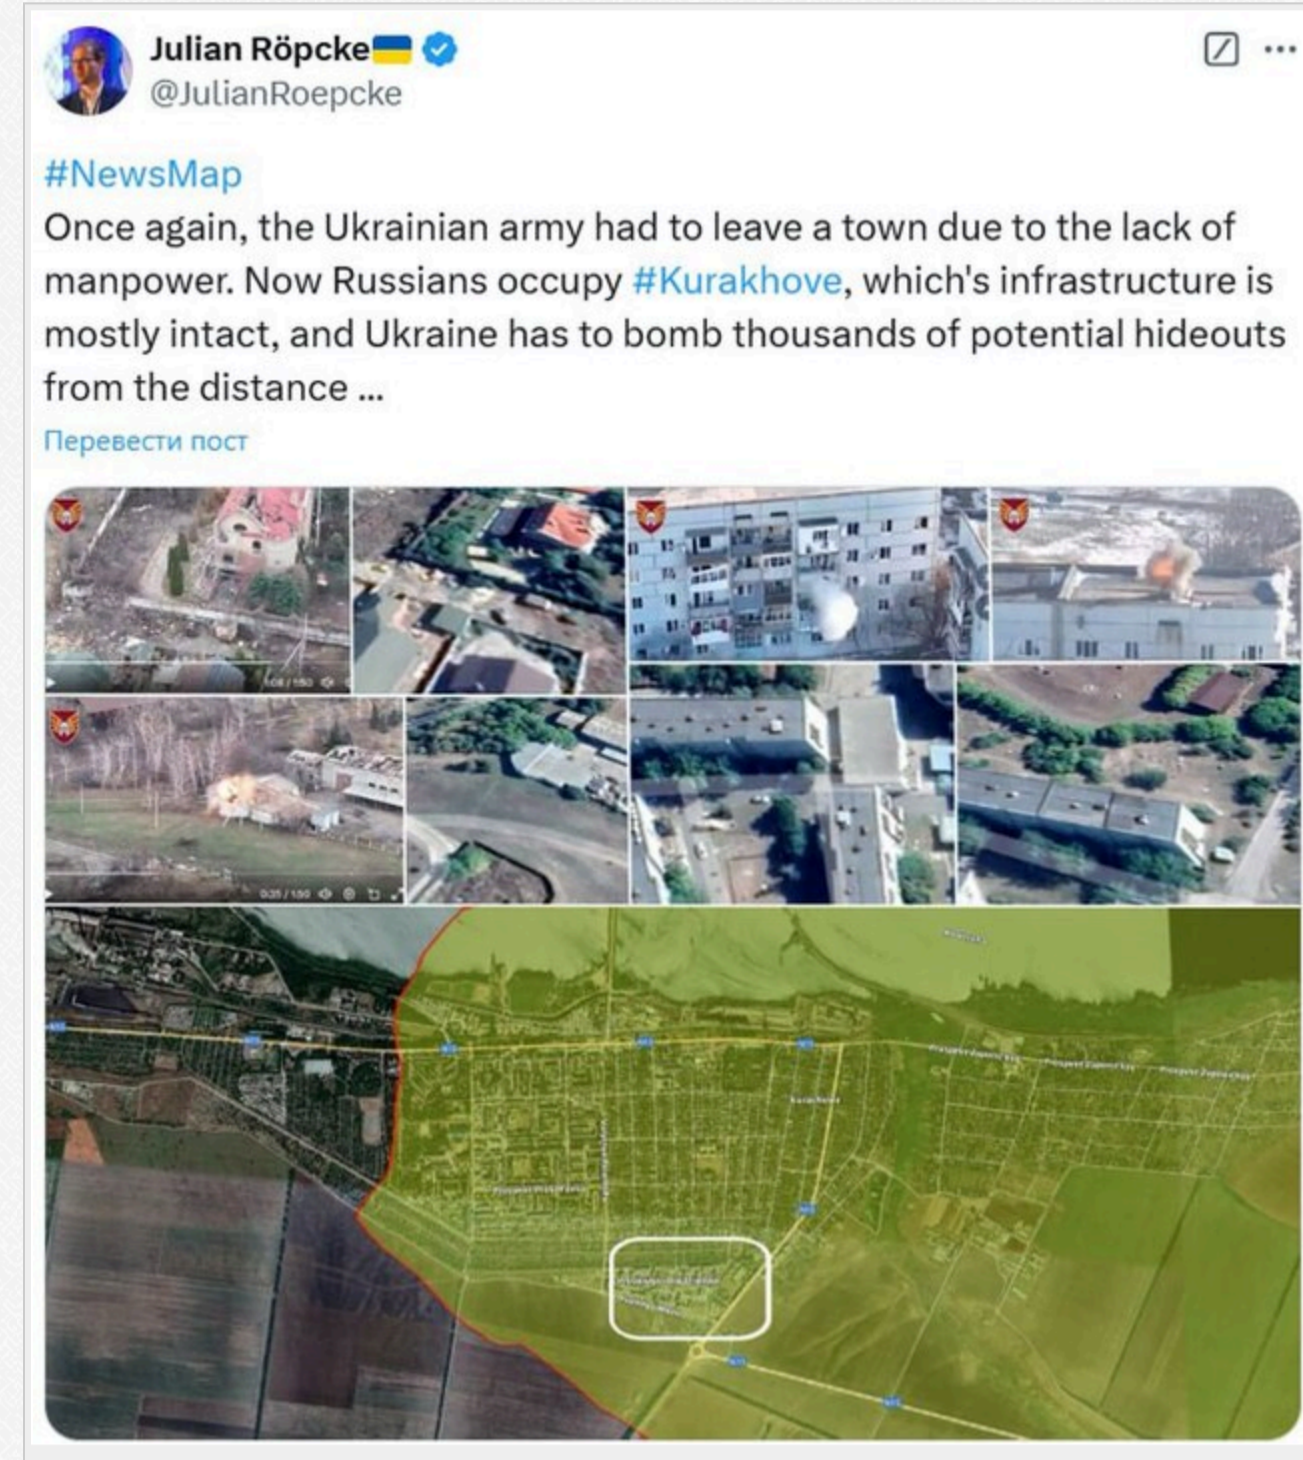 Julian Röpcke
@JulianRoepcke
#NewsMap
Once again, the Ukrainian army had to leave a town due to the lack of
manpower. Now Russians occupy #Kurakhove, which's infrastructure is
mostly intact, and Ukraine has to bomb thousands of potential hideouts
from the distance ...
Перевести пост